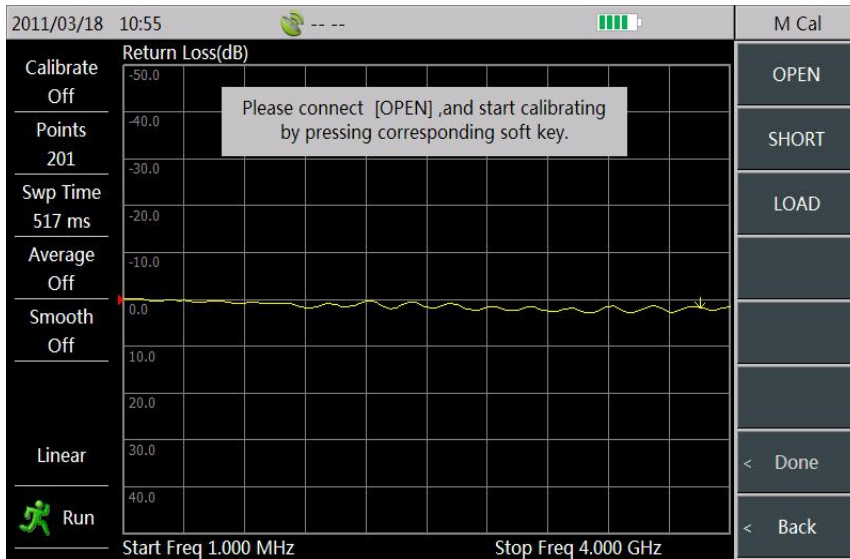 2011/03/18 10:55 -- -- M Cal
Return Loss(dB)
Calibrate
Off
Points
201
Swp Time
517 ms
Average
Off
Smooth
Off
Linear
Run
-50.0
-40.0
-30.0
-20.0
-10.0
0.0
10.0
20.0
30.0
40.0
Please connect [OPEN] ,and start calibrating
by pressing corresponding soft key.
Start Freq 1.000 MHz Stop Freq 4.000 GHz
OPEN
SHORT
LOAD
< Done
< Back